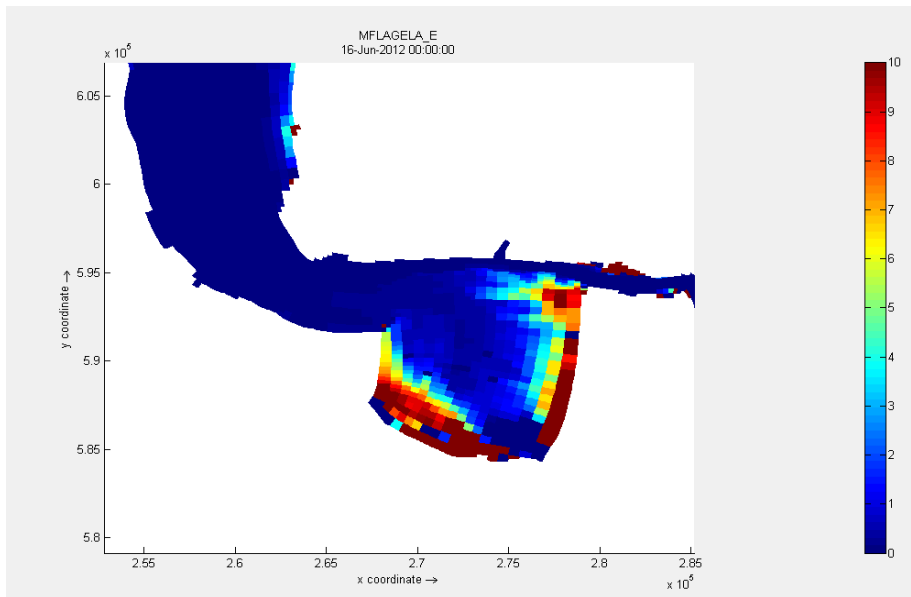 MFLAGELA_E
16-Jun-2012 00:00:00
x 10^5
6.05
6
5.95
5.9
5.85
5.8
y coordinate →
2.55 2.6 2.65 2.7 2.75 2.8 2.85
x coordinate →
x 10^5
10
9
8
7
6
5
4
3
2
1
0